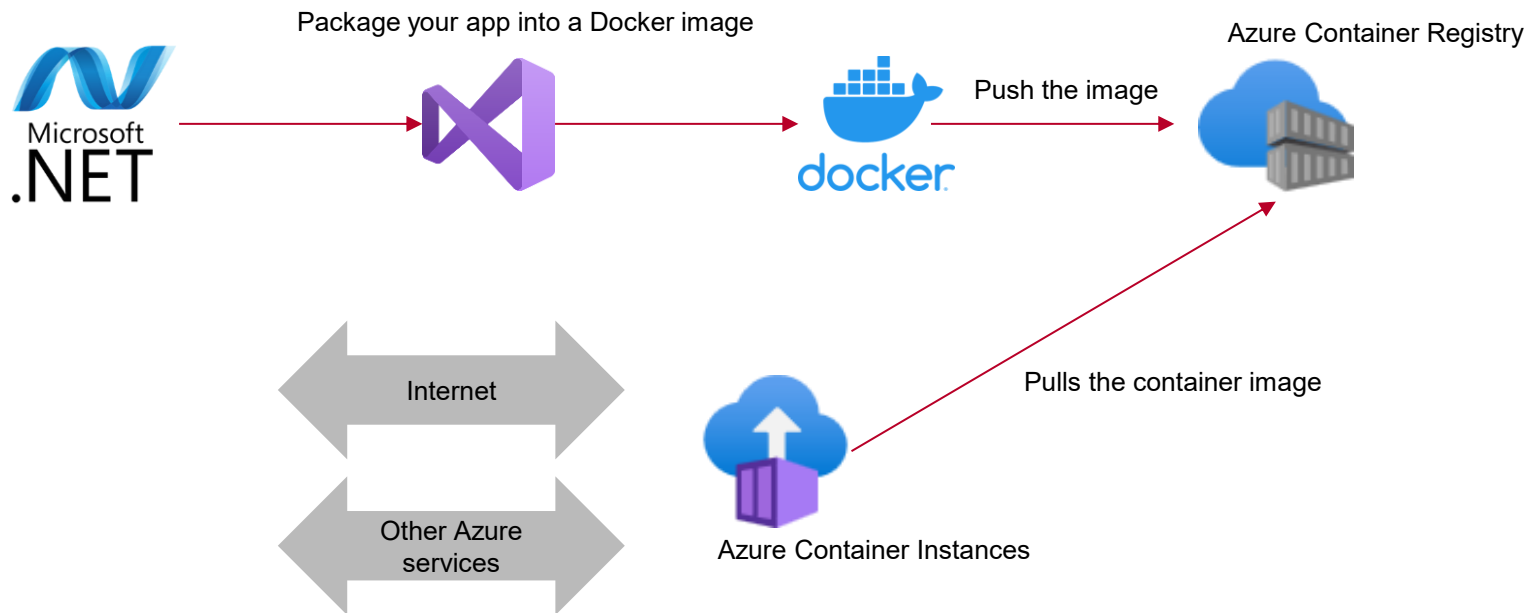 Package your app into a Docker image
Azure Container Registry
Microsoft
.NET
docker
Push the image
Internet
Pulls the container image
Other Azure
services
Azure Container Instances